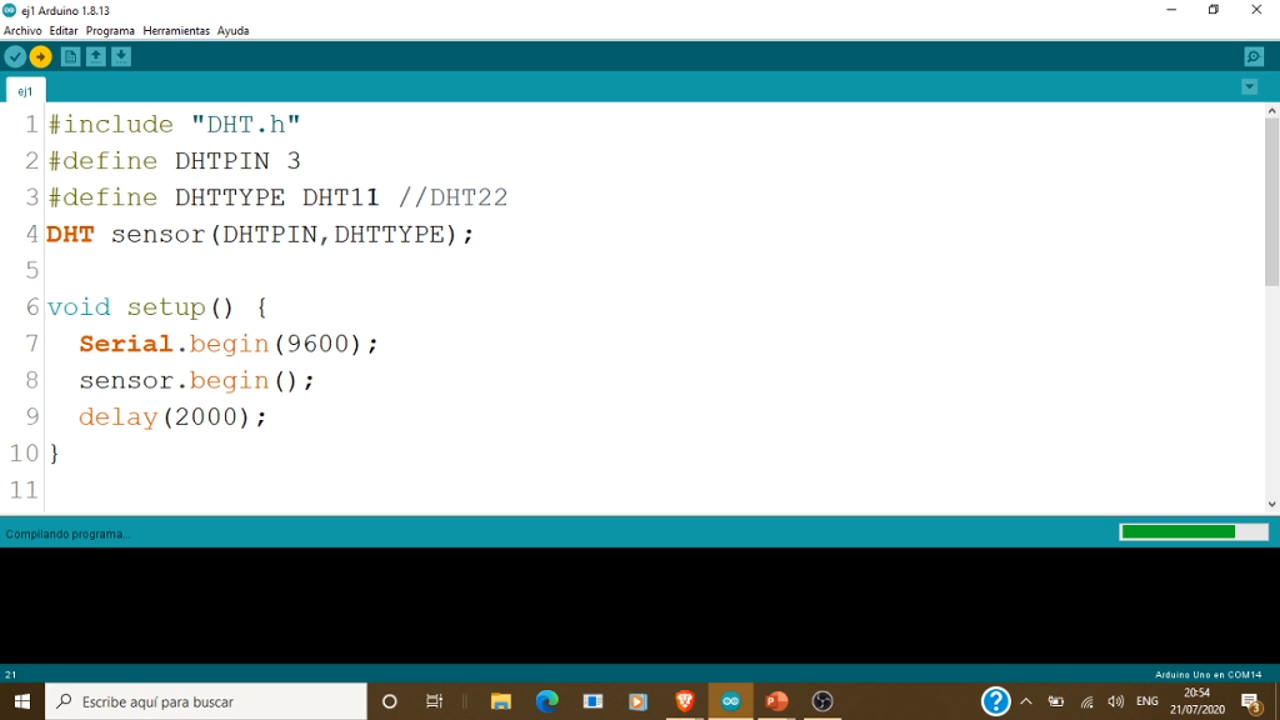 ej1 Arduino 1.8.13
Archivo Editar Programa Herramientas Ayuda
ej1
1 #include "DHT.h"
2 #define DHTPIN 3
3 #define DHTTYPE DHT11 //DHT22
4 DHT sensor(DHTPIN,DHTTYPE);
5
6 void setup() {
7 Serial.begin(9600);
8 sensor.begin();
9 delay(2000);
10 }
11
Compilando programa...
21 Arduino Uno en COM14
Escribe aquí para buscar
ENG
20:54
21/07/2020
3